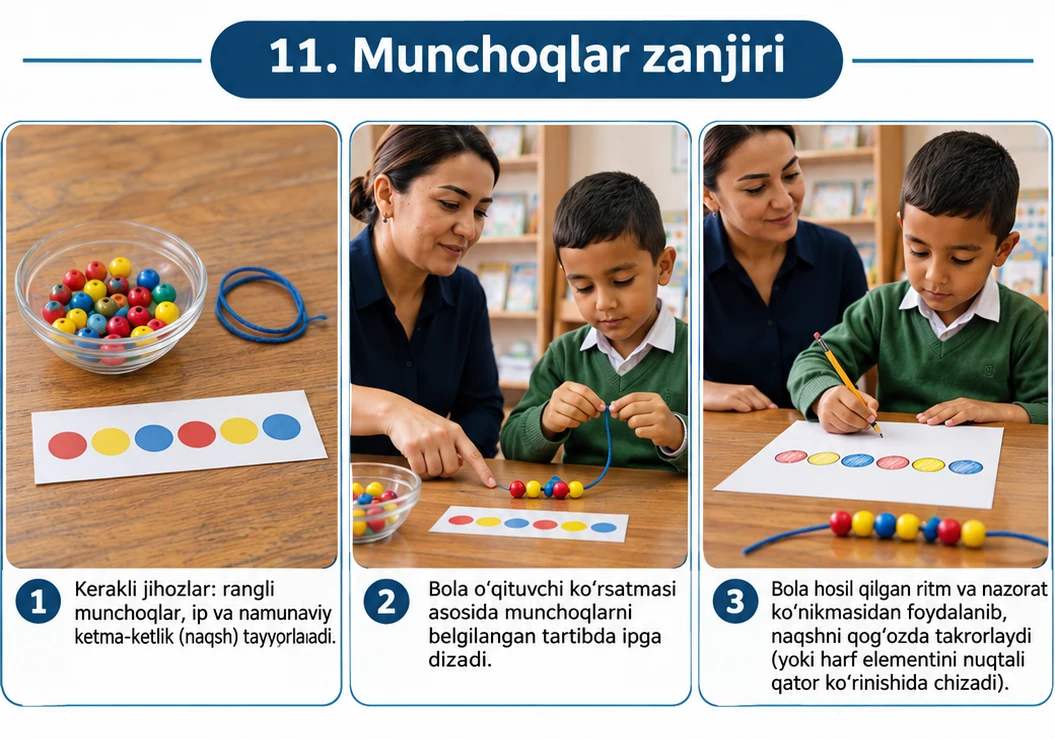 11. Munchoqlar zanjiri
1
Kerakli jihozlar: rangli
munchoqlar, ip va namunaviy
ketma-ketlik (naqsh) tayyorlanadi.
2
Bola o‘qituvchi ko‘rsatmasi
asosida munchoqlarni
belgilangan tartibda ipga
dizadi.
3
Bola hosil qilgan ritm va nazorat
ko‘nikmasidan foydalanib,
naqshni qog‘ozda takrorlaydi
(yoki harf elementini nuqtali
qator ko‘rinishida chizadi).